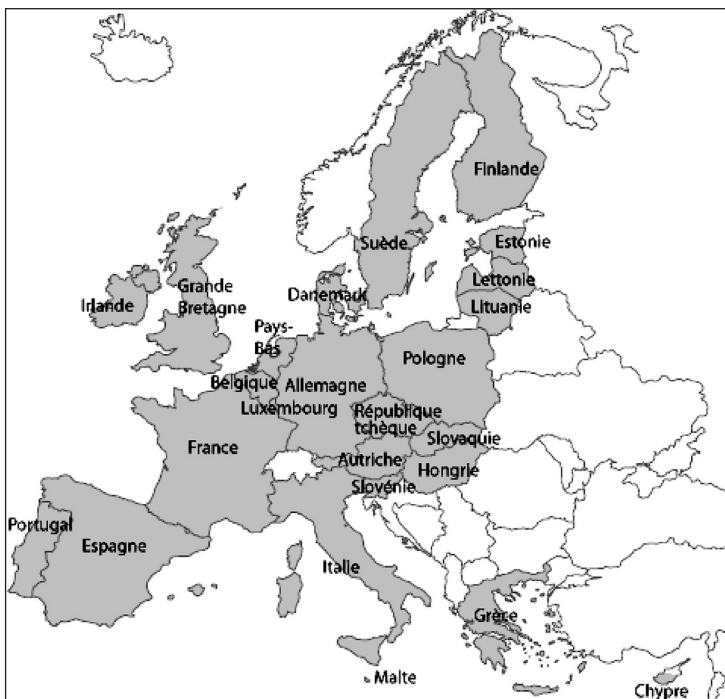 Finlande
Suède
Estonie
Lettonie
Lituanie
Danemark
Grande
Bretagne
Irlande
Pays-
Bas
Pologne
Belgique
Allemagne
Luxembourg
République
tchèque
Slovaquie
France
Autriche
Hongrie
Slovénie
Portugal
Espagne
Italie
Grèce
Malte
Chypre